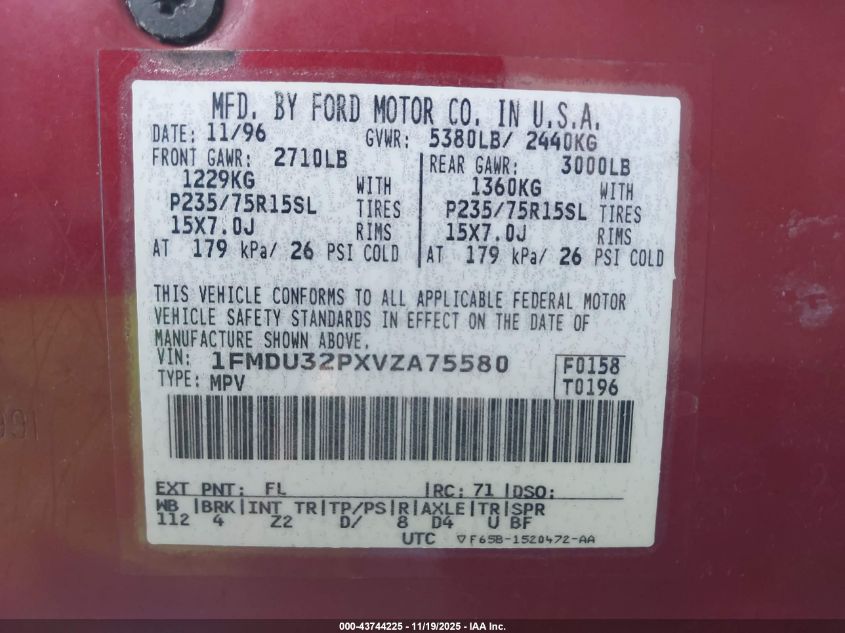 MFD. BY FORD MOTOR CO. IN U.S.A.
DATE: 11/96 GVWR: 5380LB/ 2440KG
FRONT GAWR: 2710LB REAR GAWR: 3000LB
1229KG WITH 1360KG WITH
P235/75R15SL TIRES P235/75R15SL TIRES
15X7.0J RIMS 15X7.0J RIMS
AT 179 kPa/ 26 PSI COLD AT 179 kPa/ 26 PSI COLD
THIS VEHICLE CONFORMS TO ALL APPLICABLE FEDERAL MOTOR
VEHICLE SAFETY STANDARDS IN EFFECT ON THE DATE OF
MANUFACTURE SHOWN ABOVE.
VIN: 1FMDU32PXVZA75580 F0158
TYPE: MPV T0196
EXT PNT: FL RC: 71 DSO:
WB BRK INT TR TP/PS R AXLE TR SPR
112 4 Z2 D/ 8 D4 U BF
UTC ▽F65B-1520472-AA
000-43744225 - 11/19/2025 - IAA Inc.